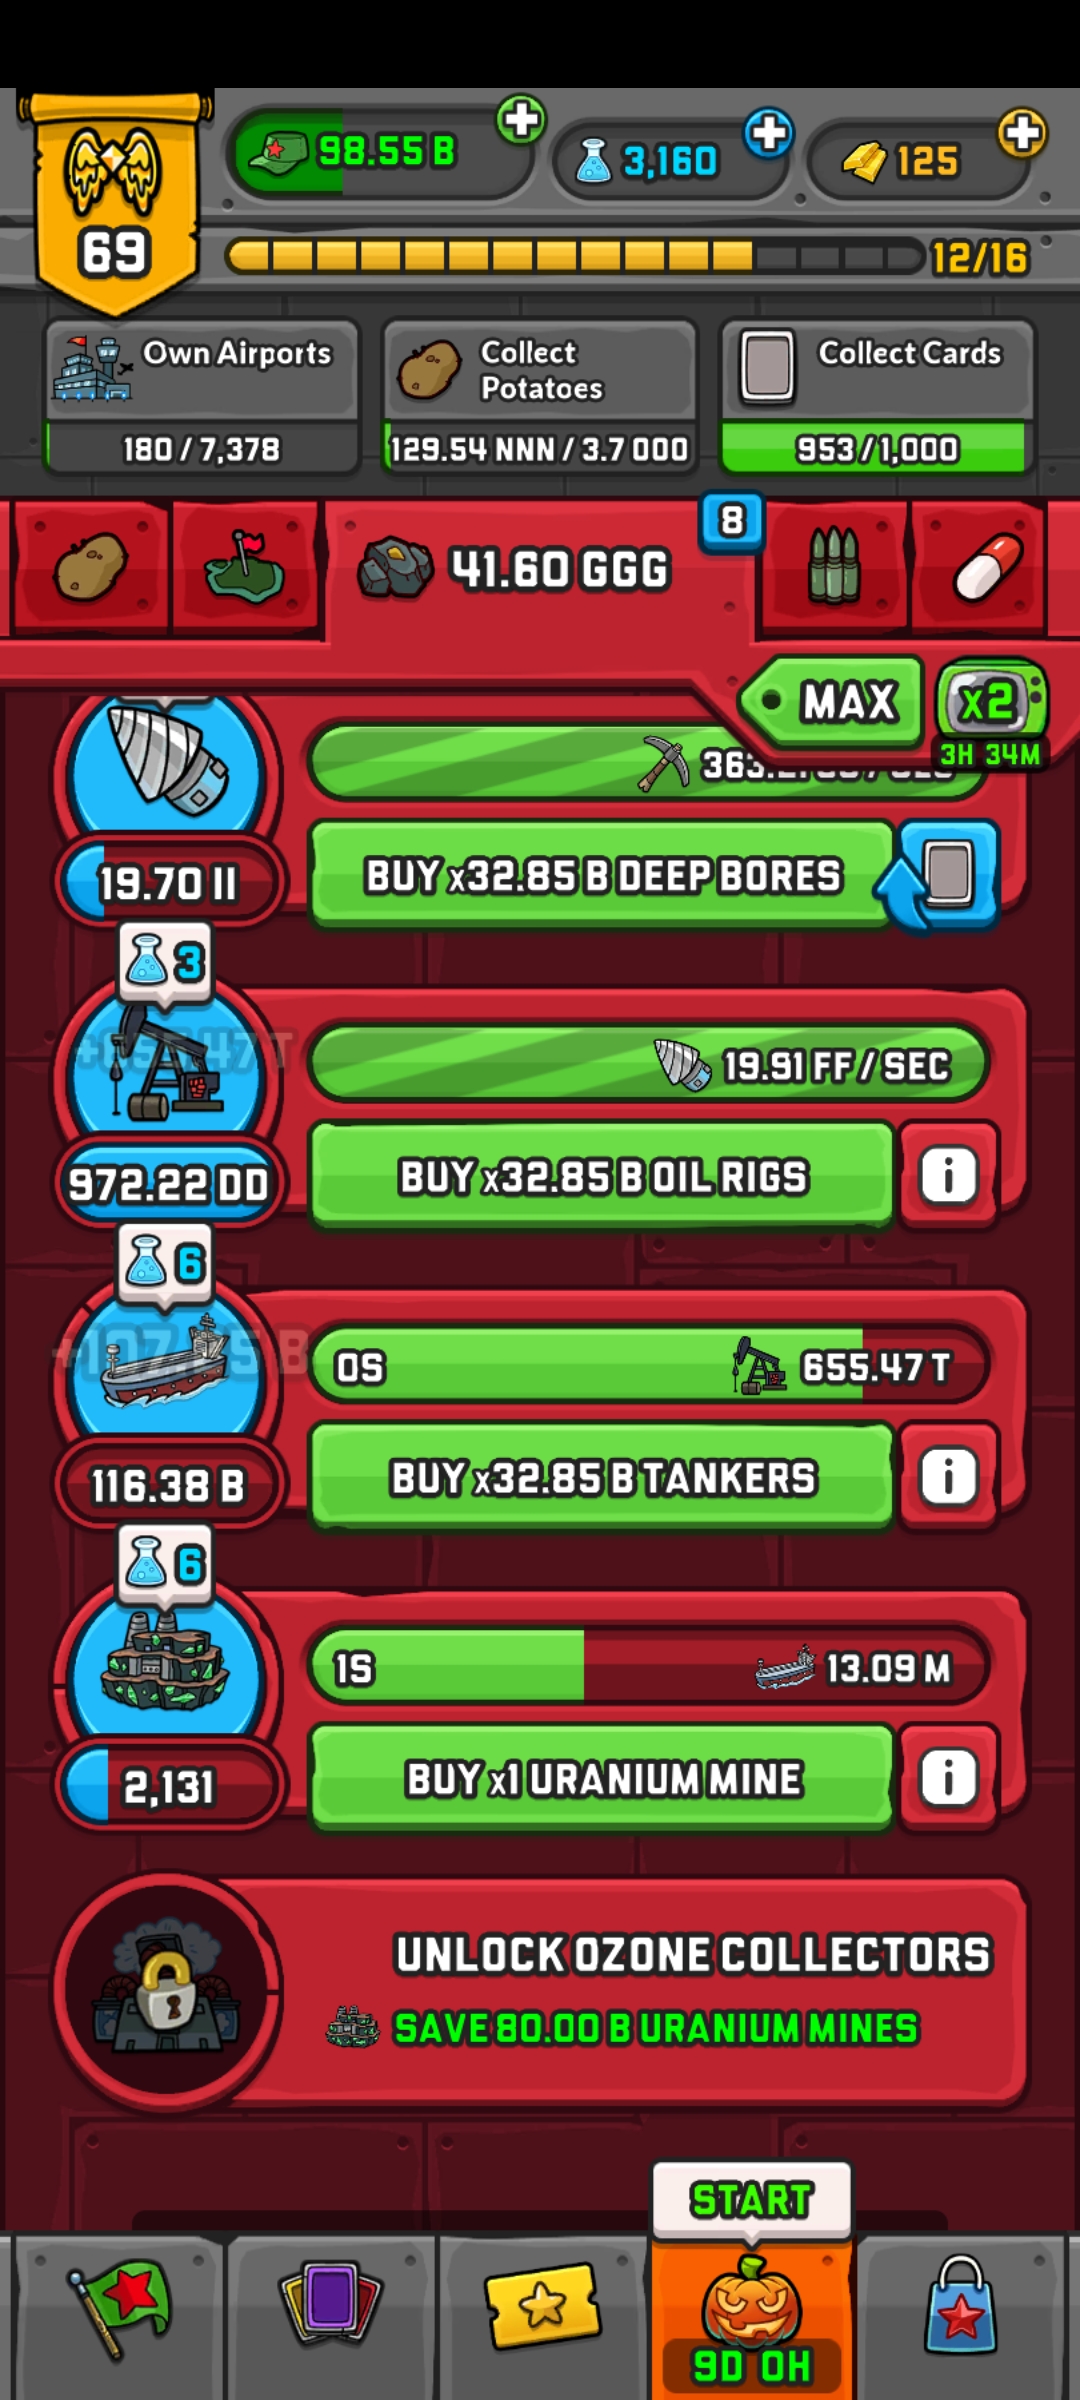 98.55 B
3,160
125
69
12/16
Own Airports
180 / 7,378
Collect
Potatoes
129.54 NNN / 3.7 OOO
Collect Cards
953 / 1,000
41.60 GGG
8
MAX
x2
3H 34M
19.70 II
BUY x32.85 B DEEP BORES
3
19.91 FF / SEC
972.22 DD
BUY x32.85 B OIL RIGS
6
0S
655.47 T
116.38 B
BUY x32.85 B TANKERS
6
1S
13.09 M
2,131
BUY x1 URANIUM MINE
UNLOCK OZONE COLLECTORS
SAVE 80.00 B URANIUM MINES
START
9D 0H